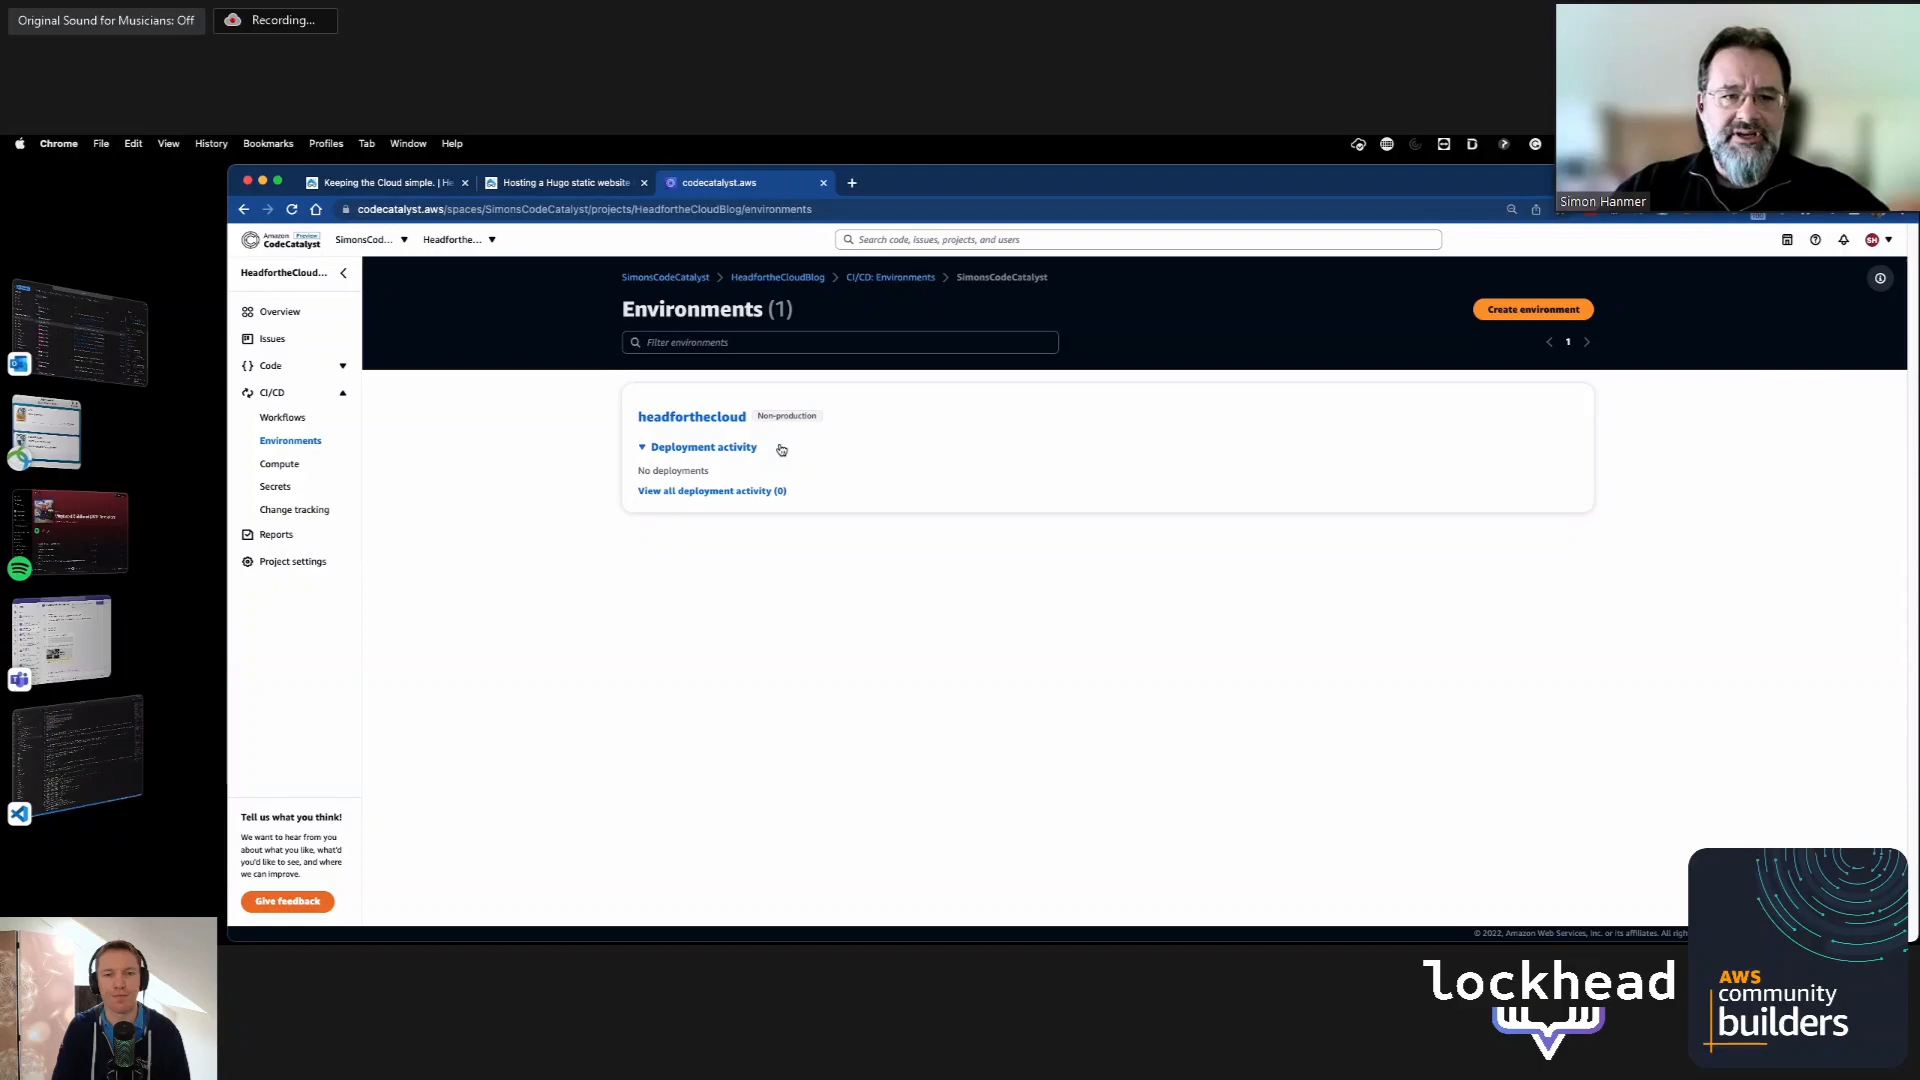 Original Sound for Musicians: Off
Recording...
Simon Hanmer
Chrome File Edit View History Bookmarks Profiles Tab Window Help
Keeping the Cloud simple. | He
Hosting a Hugo static website
codecatalyst.aws
codecatalyst.aws/spaces/SimonsCodeCatalyst/projects/HeadfortheCloudBlog/environments
Amazon Preview
CodeCatalyst
SimonsCod...
Headforthe...
Search code, issues, projects, and users
SH
HeadfortheCloud...
SimonsCodeCatalyst > HeadfortheCloudBlog > CI/CD: Environments > SimonsCodeCatalyst
Environments (1)
Create environment
Filter environments
1
Overview
Issues
Code
CI/CD
Workflows
Environments
Compute
Secrets
Change tracking
Reports
Project settings
headforthecloud Non-production
Deployment activity
No deployments
View all deployment activity (0)
Tell us what you think!
We want to hear from you
about what you like, what'd
you'd like to see, and where
we can improve.
Give feedback
© 2022, Amazon Web Services, Inc. or its affiliates. All righ
lockhead
AWS
community
builders